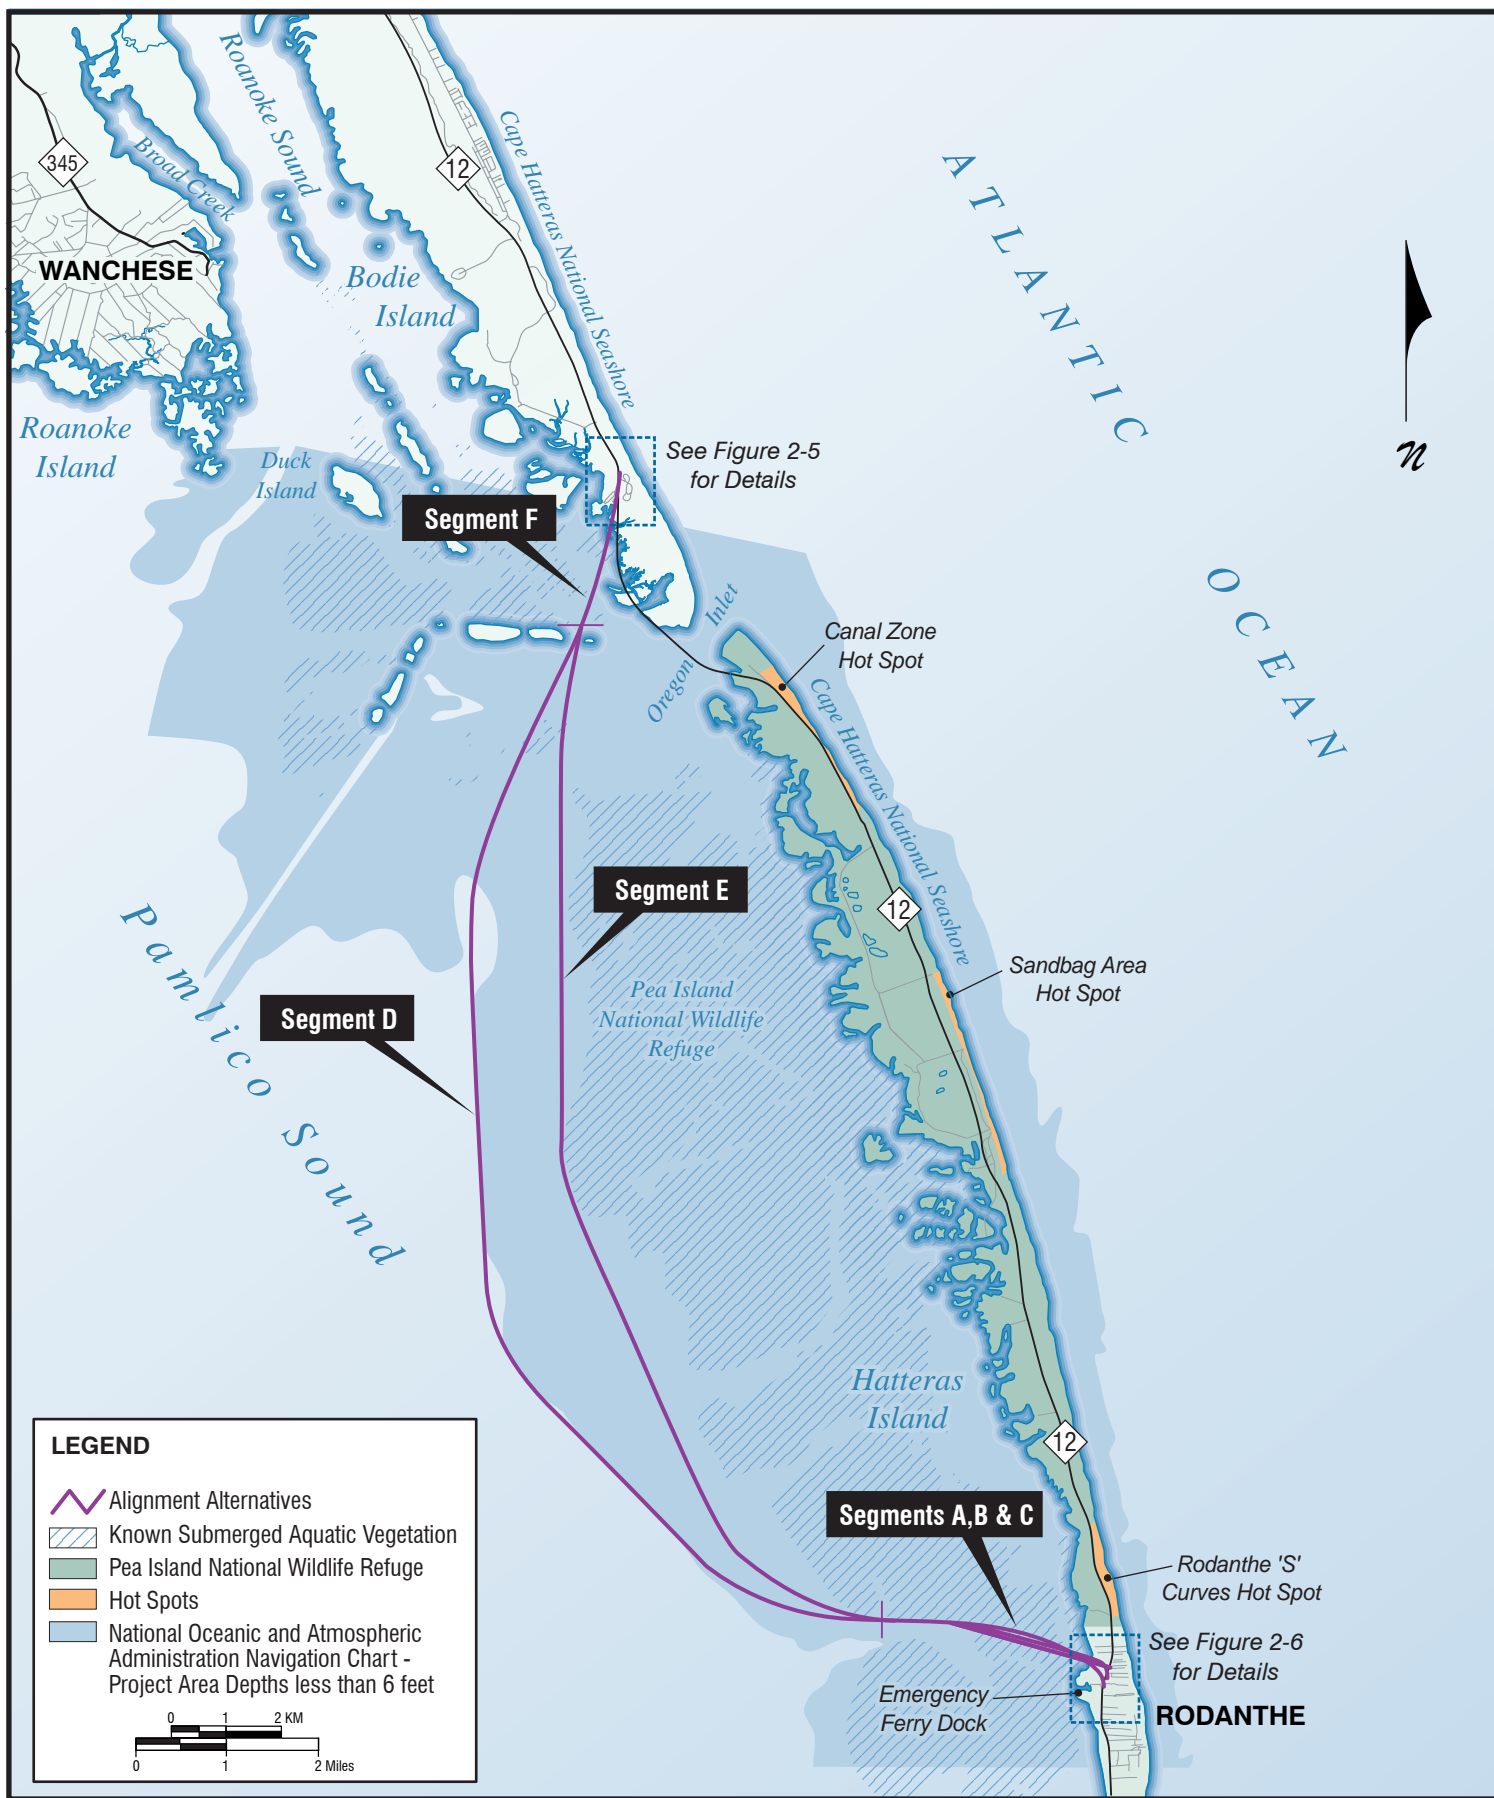 Roanoke Sound
Broad Creek
345
12
Cape Hatteras National Seashore
ATLANTIC
OCEAN
WANCHESE
Bodie
Island
Roanoke
Island
Duck
Island
See Figure 2-5
for Details
n
Segment F
Oregon Inlet
Canal Zone
Hot Spot
Cape Hatteras National Seashore
12
Segment E
Sandbag Area
Hot Spot
Pea Island
National Wildlife
Refuge
Segment D
Pamlico Sound
Hatteras
Island
12
Segments A,B & C
Rodanthe 'S'
Curves Hot Spot
See Figure 2-6
for Details
Emergency
Ferry Dock
RODANTHE
LEGEND
Alignment Alternatives
Known Submerged Aquatic Vegetation
Pea Island National Wildlife Refuge
Hot Spots
National Oceanic and Atmospheric
Administration Navigation Chart -
Project Area Depths less than 6 feet
0 1 2 KM
0 1 2 Miles